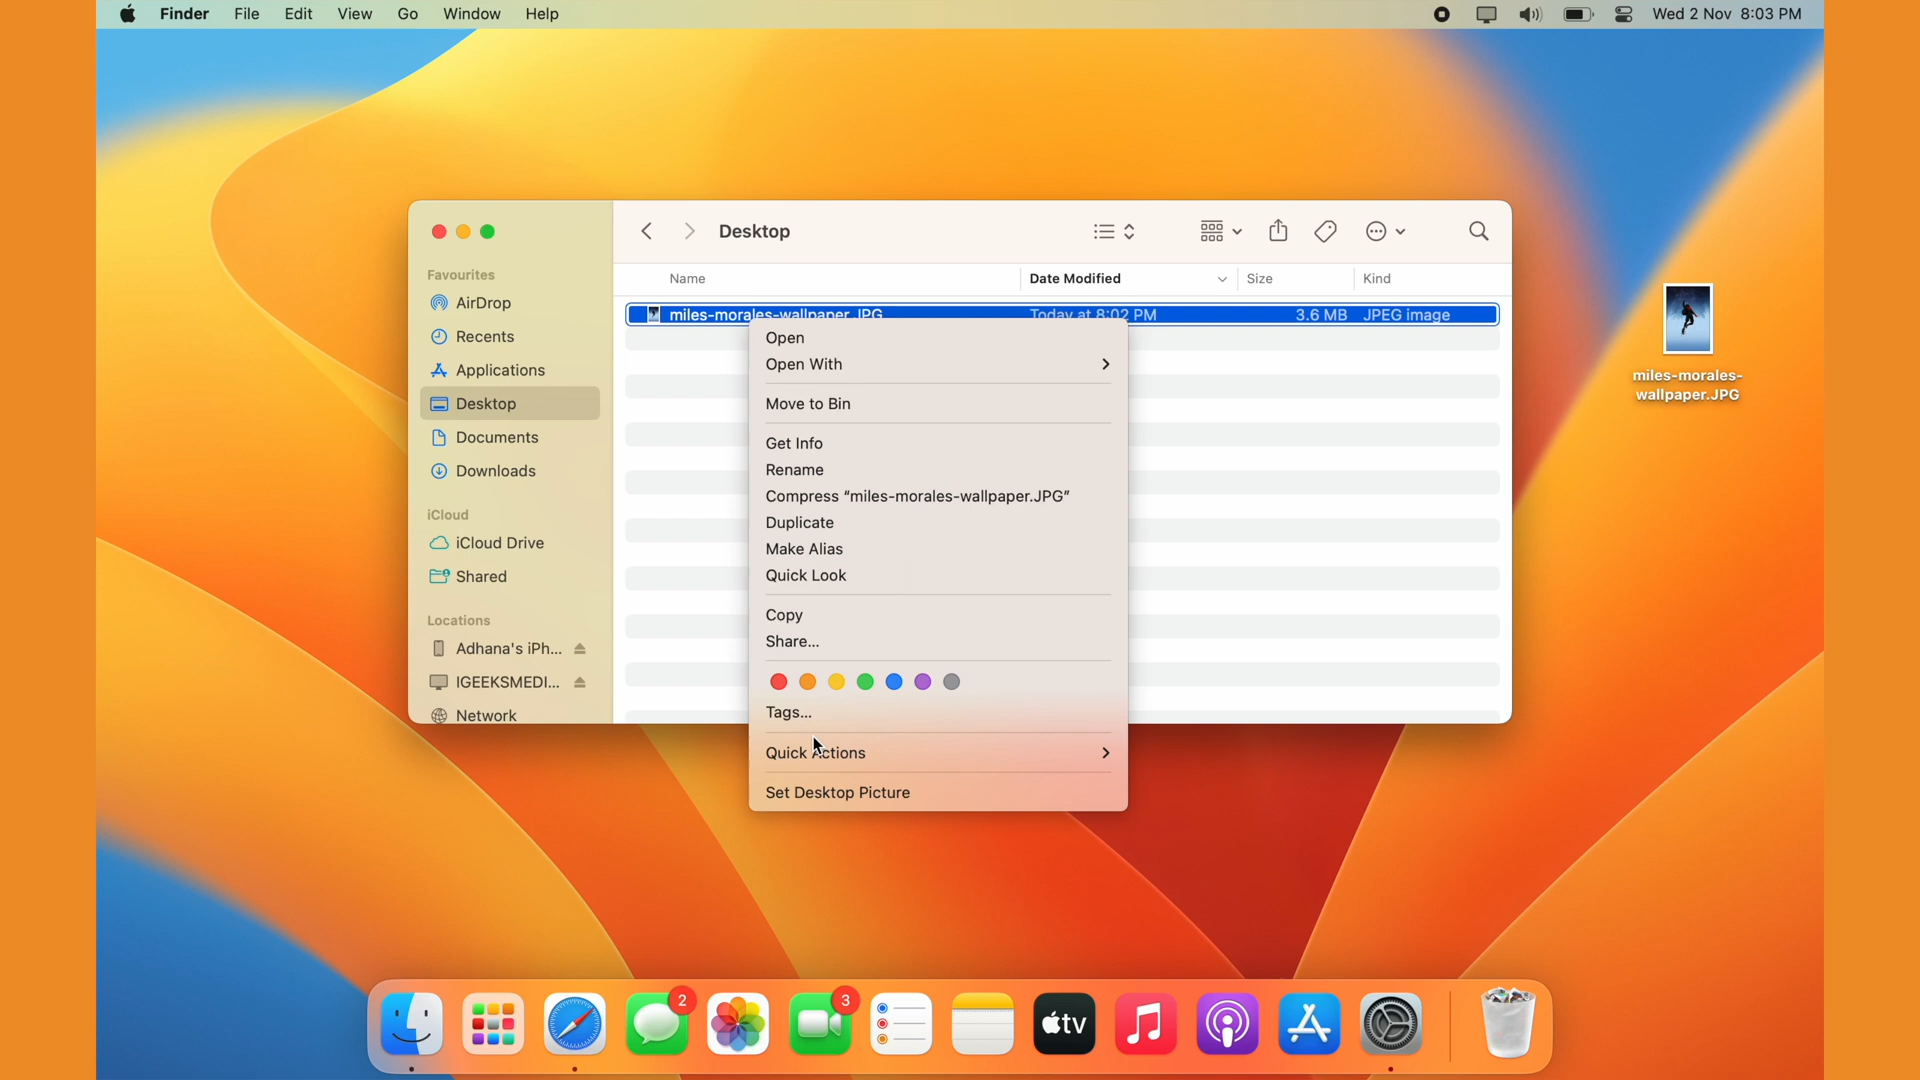 Finder File Edit View Go Window Help Wed 2 Nov 8:03 PM
Desktop
Favourites
AirDrop
Recents
Applications
Desktop
Documents
Downloads
iCloud
iCloud Drive
Shared
Locations
Adhana's iPh...
IGEEKSMEDI...
Network
Name Date Modified Size Kind
miles-morales-wallpaper.JPG Today at 8:02 PM 3.6 MB JPEG image
Open
Open With
Move to Bin
Get Info
Rename
Compress “miles-morales-wallpaper.JPG”
Duplicate
Make Alias
Quick Look
Copy
Share...
Tags...
Quick Actions
Set Desktop Picture
miles-morales-
wallpaper.JPG
2
3
tv